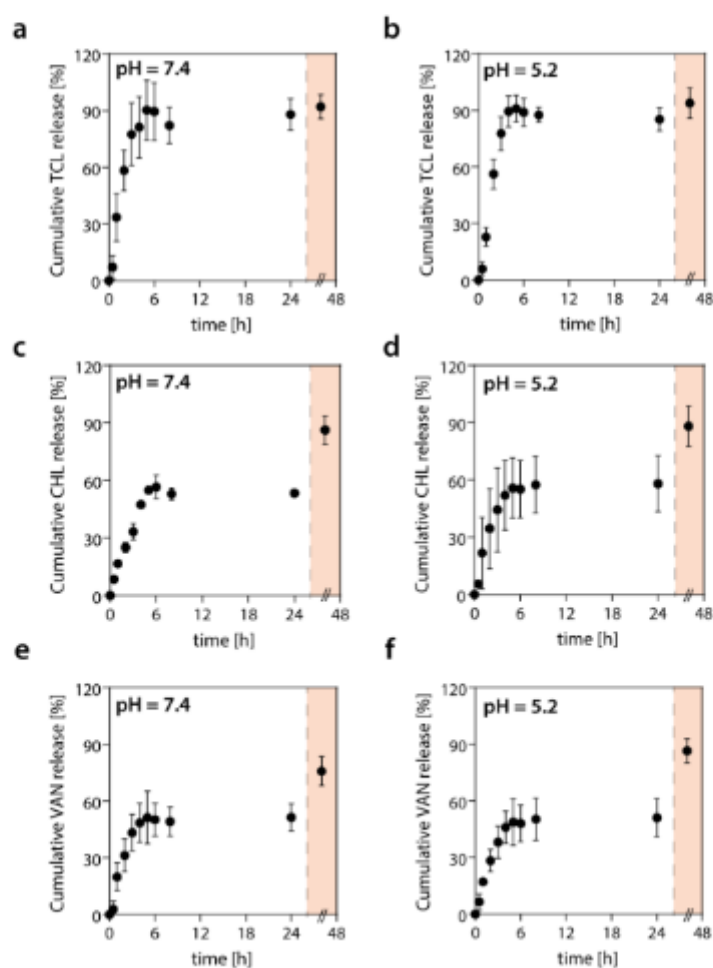 a
pH = 7.4
Cumulative TCL release [%]
120
90
60
30
0
0 6 12 18 24 48
time [h]
b
pH = 5.2
Cumulative TCL release [%]
120
90
60
30
0
0 6 12 18 24 48
time [h]
c
pH = 7.4
Cumulative CHL release [%]
120
90
60
30
0
0 6 12 18 24 48
time [h]
d
pH = 5.2
Cumulative CHL release [%]
120
90
60
30
0
0 6 12 18 24 48
time [h]
e
pH = 7.4
Cumulative VAN release [%]
120
90
60
30
0
0 6 12 18 24 48
time [h]
f
pH = 5.2
Cumulative VAN release [%]
120
90
60
30
0
0 6 12 18 24 48
time [h]